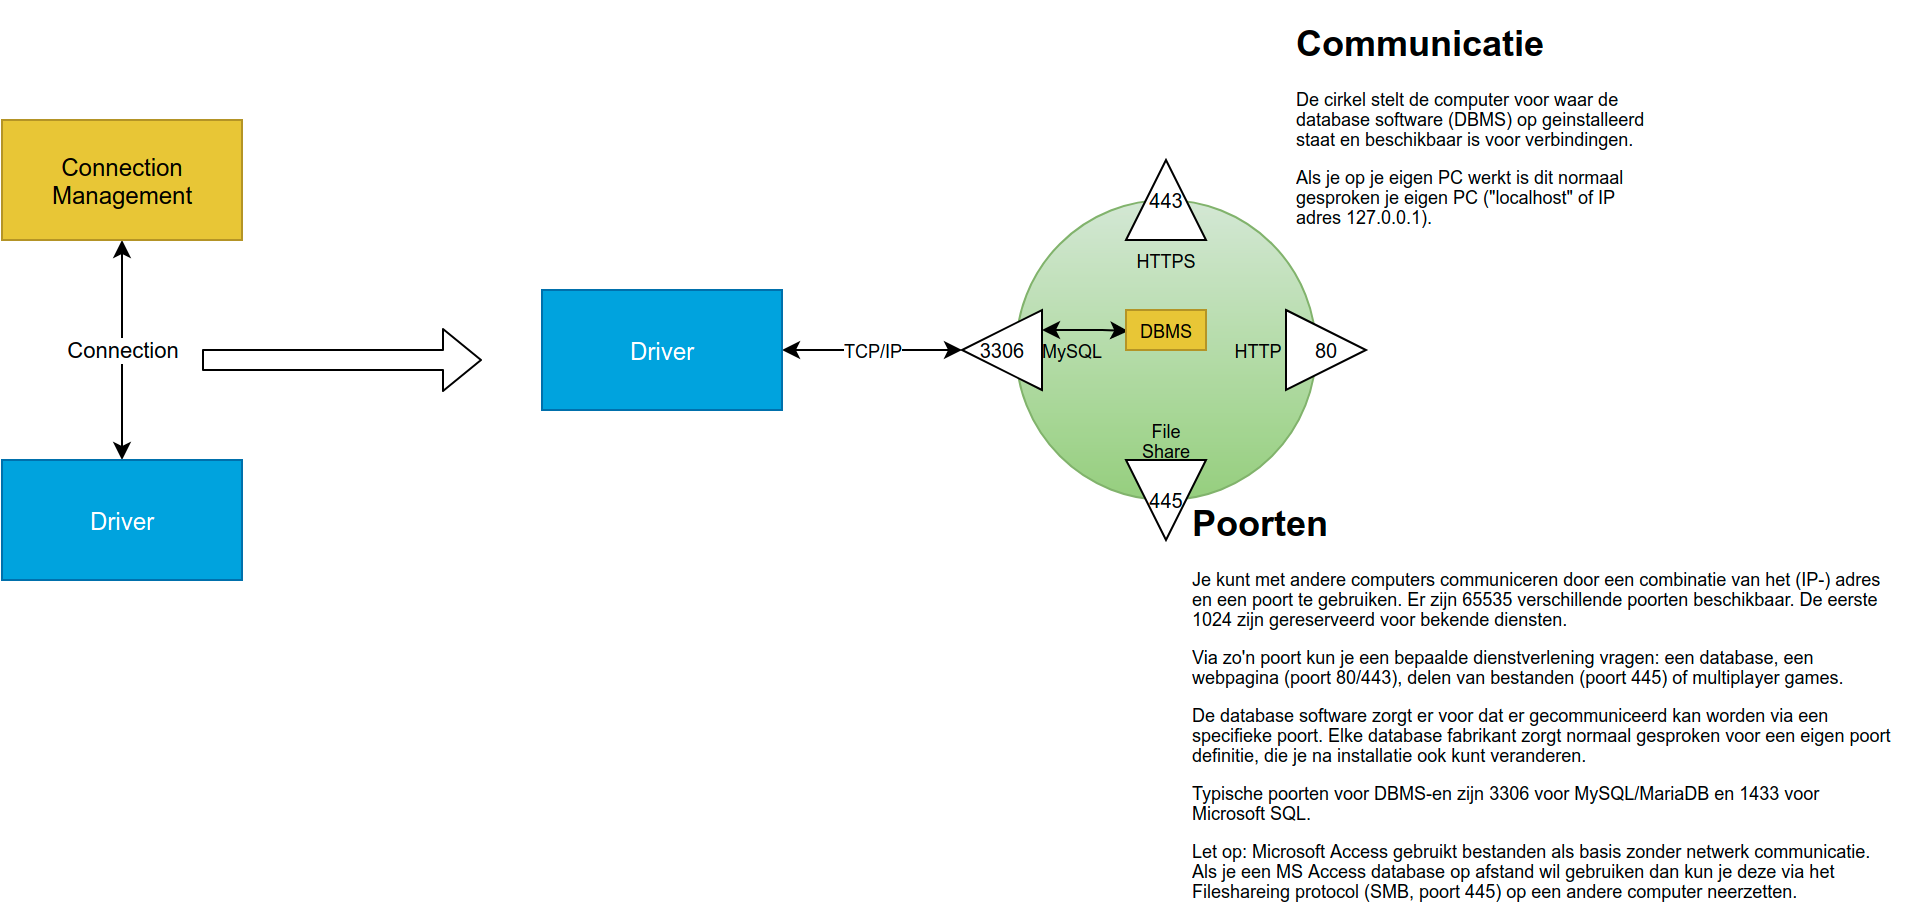 Communicatie
De cirkel stelt de computer voor waar de
database software (DBMS) op geinstalleerd
staat en beschikbaar is voor verbindingen.
Als je op je eigen PC werkt is dit normaal
gesproken je eigen PC ("localhost" of IP
adres 127.0.0.1).
Connection
Management
Connection
Driver
Driver
TCP/IP
3306
MySQL
DBMS
443
HTTPS
HTTP
80
File
Share
445
Poorten
Je kunt met andere computers communiceren door een combinatie van het (IP-) adres
en een poort te gebruiken. Er zijn 65535 verschillende poorten beschikbaar. De eerste
1024 zijn gereserveerd voor bekende diensten.
Via zo'n poort kun je een bepaalde dienstverlening vragen: een database, een
webpagina (poort 80/443), delen van bestanden (poort 445) of multiplayer games.
De database software zorgt er voor dat er gecommuniceerd kan worden via een
specifieke poort. Elke database fabrikant zorgt normaal gesproken voor een eigen poort
definitie, die je na installatie ook kunt veranderen.
Typische poorten voor DBMS-en zijn 3306 voor MySQL/MariaDB en 1433 voor
Microsoft SQL.
Let op: Microsoft Access gebruikt bestanden als basis zonder netwerk communicatie.
Als je een MS Access database op afstand wil gebruiken dan kun je deze via het
Fileshareing protocol (SMB, poort 445) op een andere computer neerzetten.